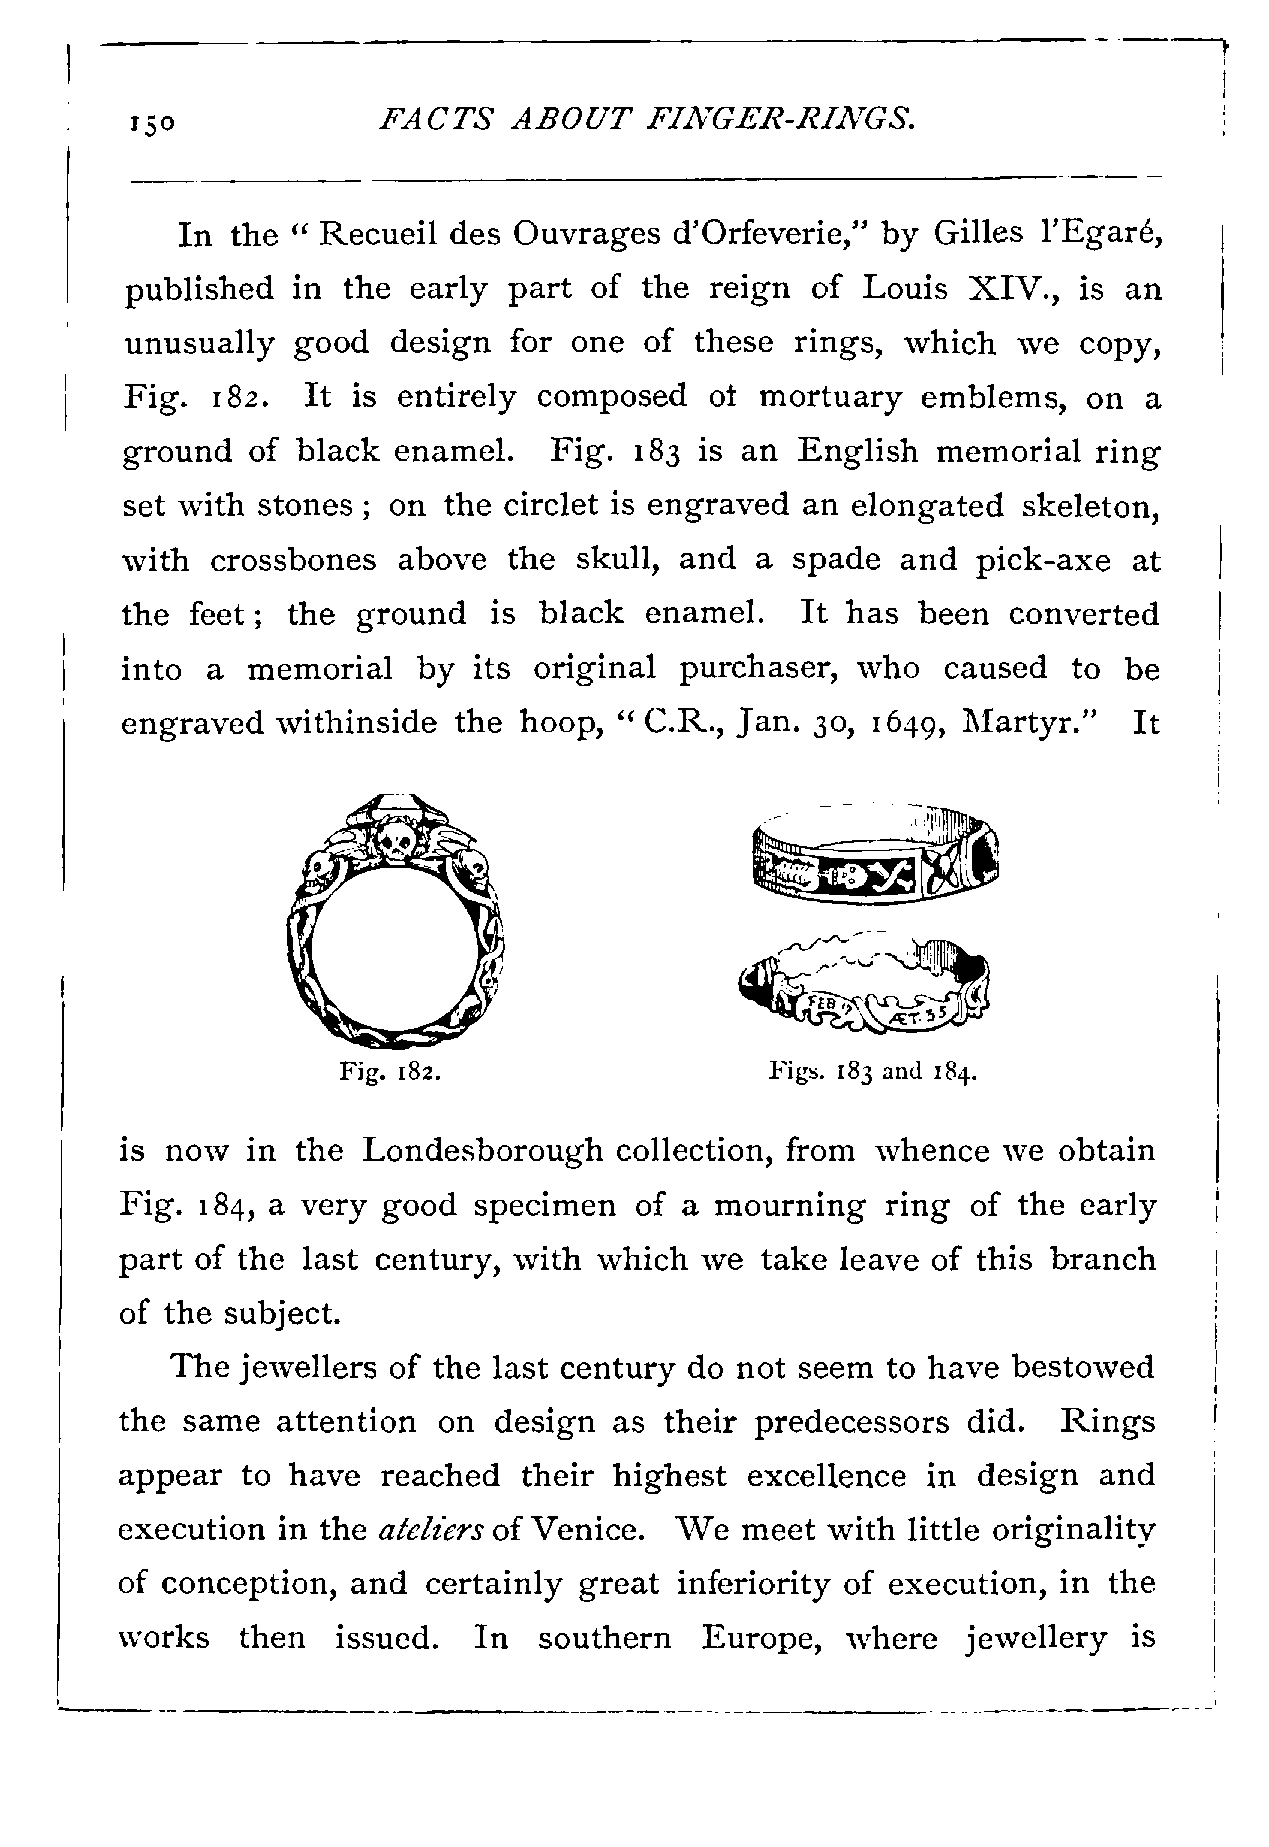 150 FACTS ABOUT FINGER-RINGS.
In the “ Recueil des Ouvrages d’Orfeverie,” by Gilles l’Egaré,
published in the early part of the reign of Louis XIV., is an
unusually good design for one of these rings, which we copy,
Fig. 182. It is entirely composed ot mortuary emblems, on a
ground of black enamel. Fig. 183 is an English memorial ring
set with stones ; on the circlet is engraved an elongated skeleton,
with crossbones above the skull, and a spade and pick-axe at
the feet ; the ground is black enamel. It has been converted
into a memorial by its original purchaser, who caused to be
engraved withinside the hoop, “ C.R., Jan. 30, 1649, Martyr.” It
FEB
ÆT. 35
Fig. 182.
Figs. 183 and 184.
is now in the Londesborough collection, from whence we obtain
Fig. 184, a very good specimen of a mourning ring of the early
part of the last century, with which we take leave of this branch
of the subject.
The jewellers of the last century do not seem to have bestowed
the same attention on design as their predecessors did. Rings
appear to have reached their highest excellence in design and
execution in the ateliers of Venice. We meet with little originality
of conception, and certainly great inferiority of execution, in the
works then issued. In southern Europe, where jewellery is